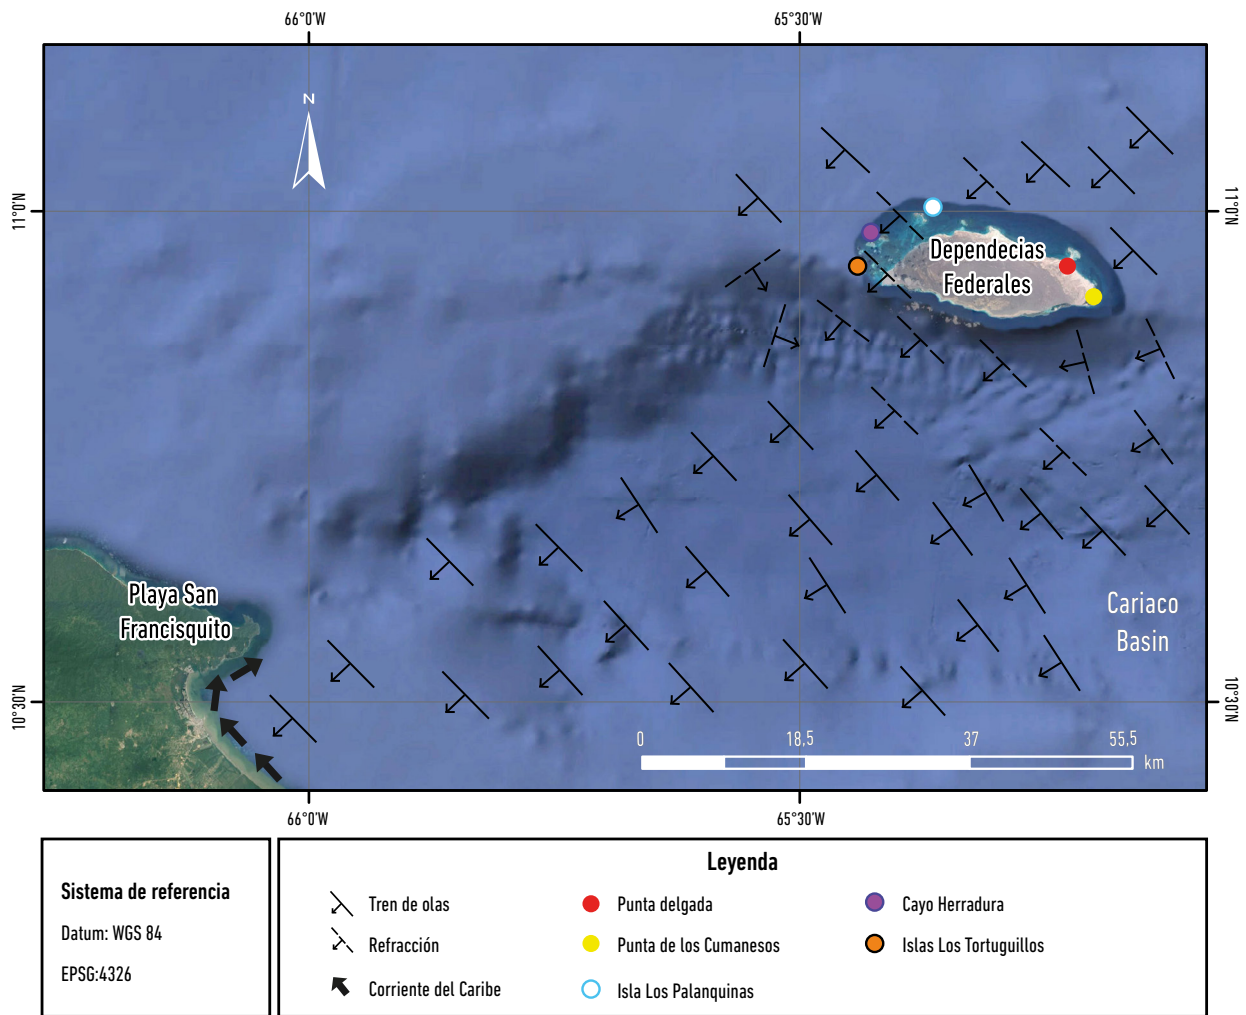 66°0'W
65°30'W
N
11°0'N
11°0'N
Dependecias
Federales
Playa San
Francisquito
Cariaco
Basin
10°30'N
10°30'N
0
18,5
37
55,5
km
66°0'W
65°30'W
Sistema de referencia
Datum: WGS 84
EPSG:4326
Leyenda
Tren de olas
Refracción
Corriente del Caribe
Punta delgada
Punta de los Cumanesos
Isla Los Palanquinas
Cayo Herradura
Islas Los Tortuguillos